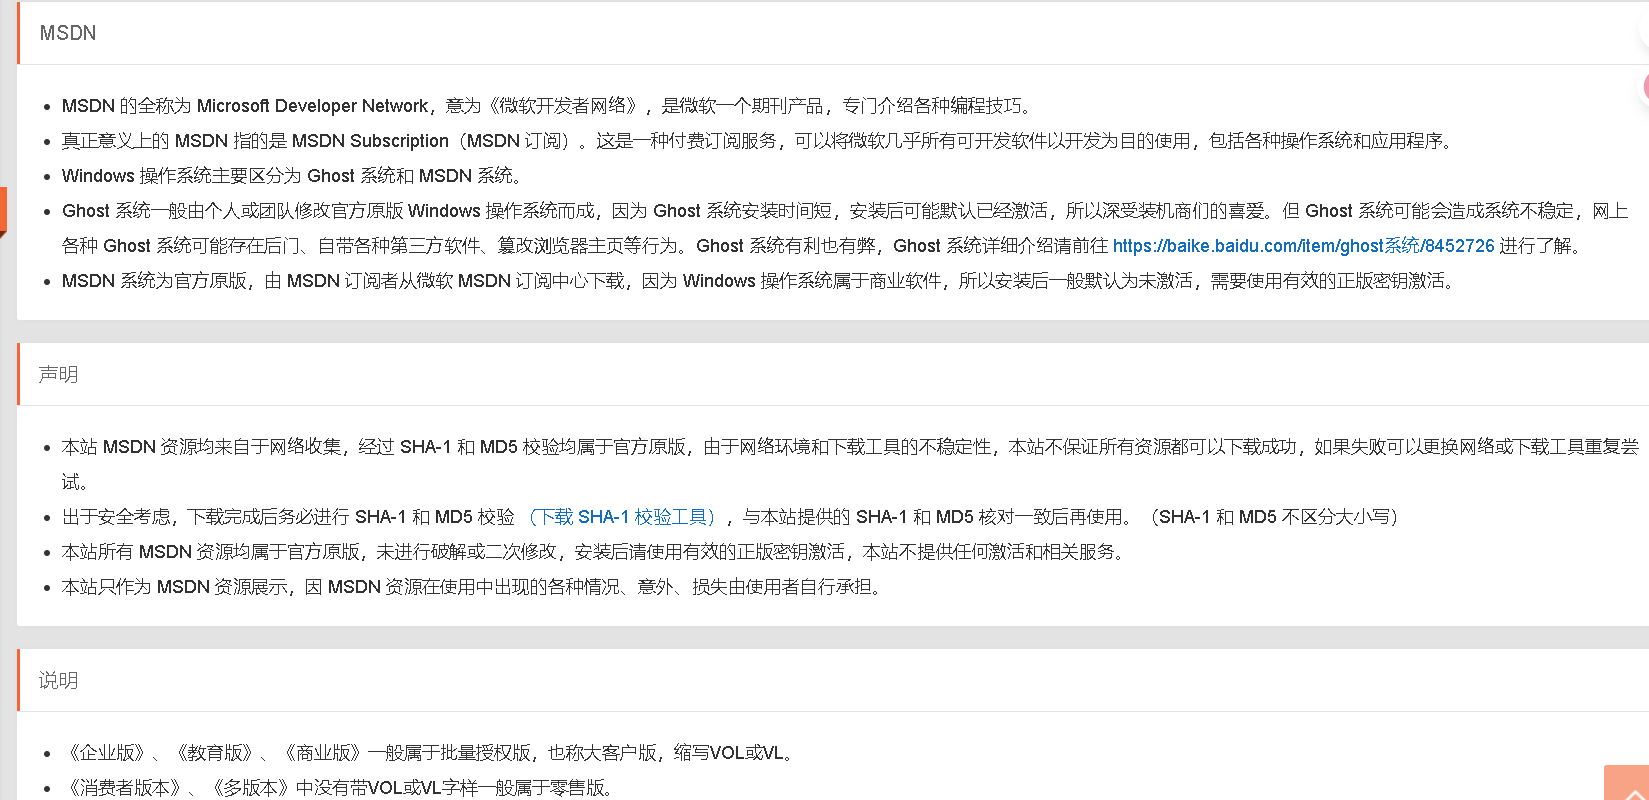 MSDN
MSDN 的全称为 Microsoft Developer Network，意为《微软开发者网络》，是微软一个期刊产品，专门介绍各种编程技巧。
真正意义上的 MSDN 指的是 MSDN Subscription（MSDN 订阅）。这是一种付费订阅服务，可以将微软几乎所有可开发软件以开发为目的使用，包括各种操作系统和应用程序。
Windows 操作系统主要区分为 Ghost 系统和 MSDN 系统。
Ghost 系统一般由个人或团队修改官方原版 Windows 操作系统而成，因为 Ghost 系统安装时间短，安装后可能默认已经激活，所以深受装机商们的喜爱。但 Ghost 系统可能会造成系统不稳定，网上
各种 Ghost 系统可能存在后门、自带各种第三方软件、篡改浏览器主页等行为。Ghost 系统有利也有弊，Ghost 系统详细介绍请前往 https://baike.baidu.com/item/ghost系统/8452726 进行了解。
MSDN 系统为官方原版，由 MSDN 订阅者从微软 MSDN 订阅中心下载，因为 Windows 操作系统属于商业软件，所以安装后一般默认为未激活，需要使用有效的正版密钥激活。
声明
本站 MSDN 资源均来自于网络收集，经过 SHA-1 和 MD5 校验均属于官方原版，由于网络环境和下载工具的不稳定性，本站不保证所有资源都可以下载成功，如果失败可以更换网络或下载工具重复尝
试。
出于安全考虑，下载完成后务必进行 SHA-1 和 MD5 校验 （下载 SHA-1 校验工具），与本站提供的 SHA-1 和 MD5 核对一致后再使用。（SHA-1 和 MD5 不区分大小写）
本站所有 MSDN 资源均属于官方原版，未进行破解或二次修改，安装后请使用有效的正版密钥激活，本站不提供任何激活和相关服务。
本站只作为 MSDN 资源展示，因 MSDN 资源在使用中出现的各种情况、意外、损失由使用者自行承担。
说明
《企业版》、《教育版》、《商业版》一般属于批量授权版，也称大客户版，缩写VOL或VL。
《消费者版本》、《多版本》中没有带VOL或VL字样一般属于零售版。